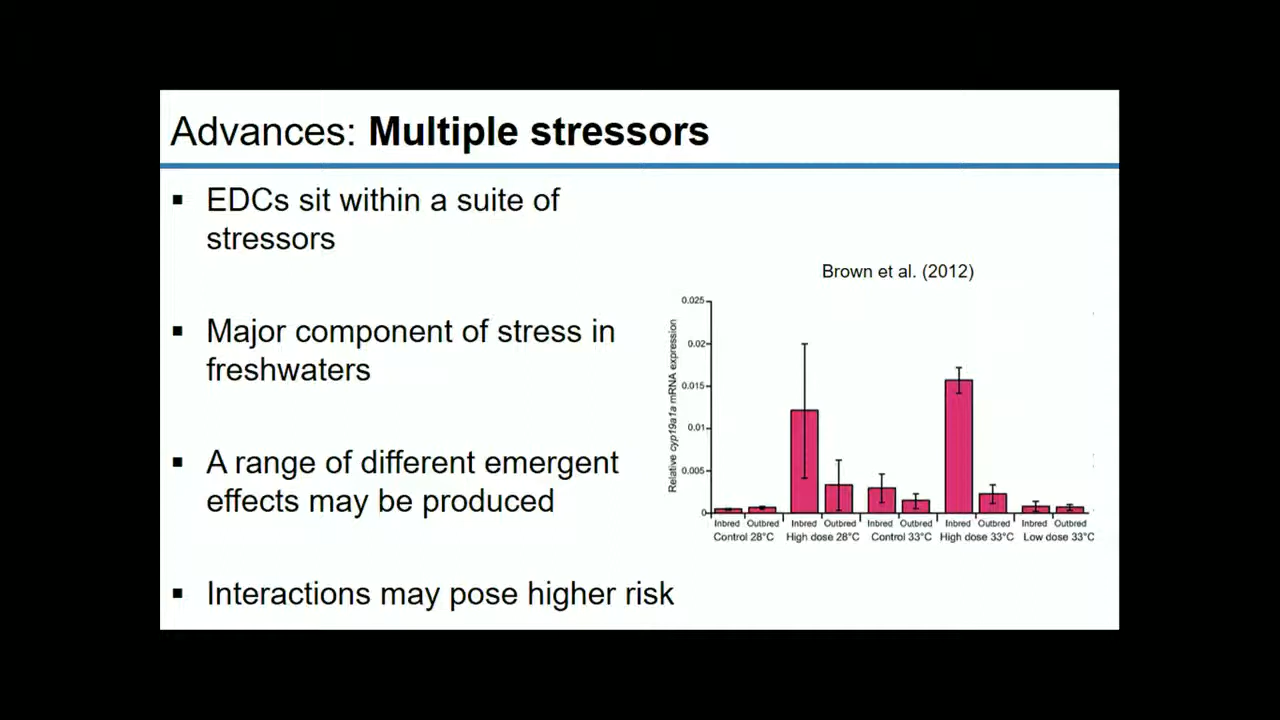 Advances: Multiple stressors
▪ EDCs sit within a suite of
stressors
▪ Major component of stress in
freshwaters
▪ A range of different emergent
effects may be produced
▪ Interactions may pose higher risk
Brown et al. (2012)
Relative cyp19a1a mRNA expression
0.025
0.02
0.015
0.01
0.005
0
Inbred Outbred Inbred Outbred Inbred Outbred Inbred Outbred Inbred Outbred
Control 28°C High dose 28°C Control 33°C High dose 33°C Low dose 33°C